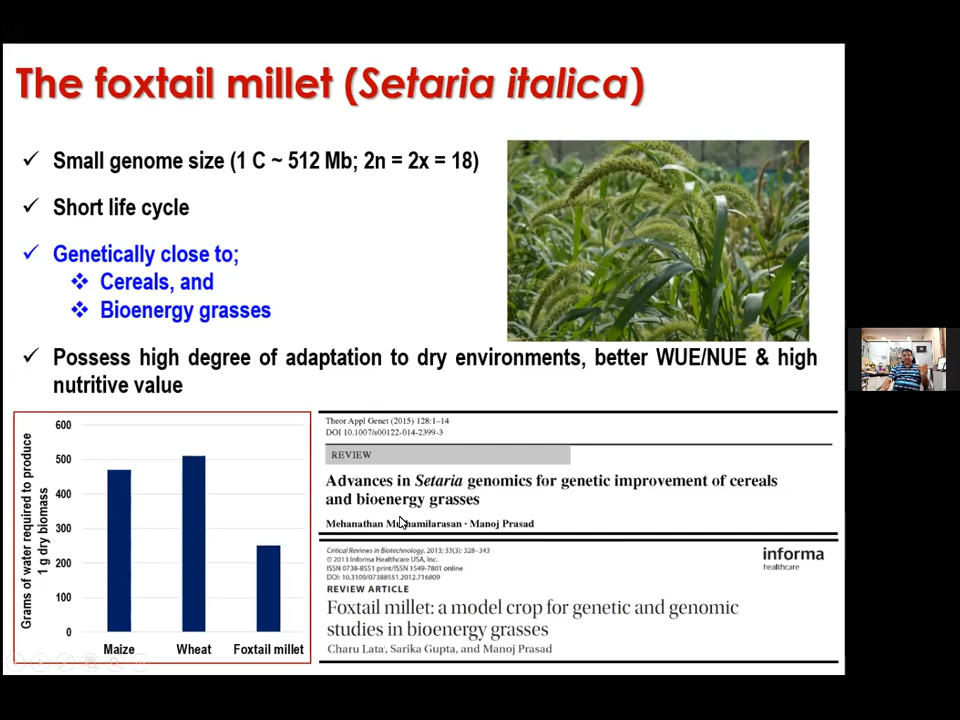 The foxtail millet (Setaria italica)
✓ Small genome size (1 C ~ 512 Mb; 2n = 2x = 18)
✓ Short life cycle
✓ Genetically close to;
❖ Cereals, and
❖ Bioenergy grasses
✓ Possess high degree of adaptation to dry environments, better WUE/NUE & high
nutritive value
Grams of water required to produce
1 g dry biomass
600
500
400
300
200
100
0
Maize Wheat Foxtail millet
Theor Appl Genet (2015) 128:1–14
DOI 10.1007/s00122-014-2399-3
REVIEW
Advances in Setaria genomics for genetic improvement of cereals
and bioenergy grasses
Mehanathan Muthamilarasan · Manoj Prasad
Critical Reviews in Biotechnology, 2013; 33(3): 328–343
© 2013 Informa Healthcare USA, Inc.
ISSN 0738-8551 print/ISSN 1549-7801 online
DOI: 10.3109/07388551.2012.716809
informa
healthcare
REVIEW ARTICLE
Foxtail millet: a model crop for genetic and genomic
studies in bioenergy grasses
Charu Lata, Sarika Gupta, and Manoj Prasad